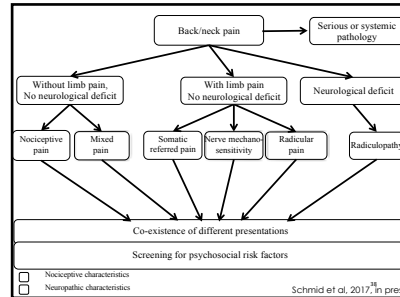 Back/neck pain
Serious or systemic
pathology
Without limb pain,
No neurological deficit
With limb pain
No neurological deficit
Neurological deficit
Nociceptive
pain
Mixed
pain
Somatic
referred pain
Nerve mechano-
sensitivity
Radicular
pain
Radiculopathy
Co-existence of different presentations
Screening for psychosocial risk factors
Nociceptive characteristics
Neuropathic characteristics
Schmid et al, 2017, in pres